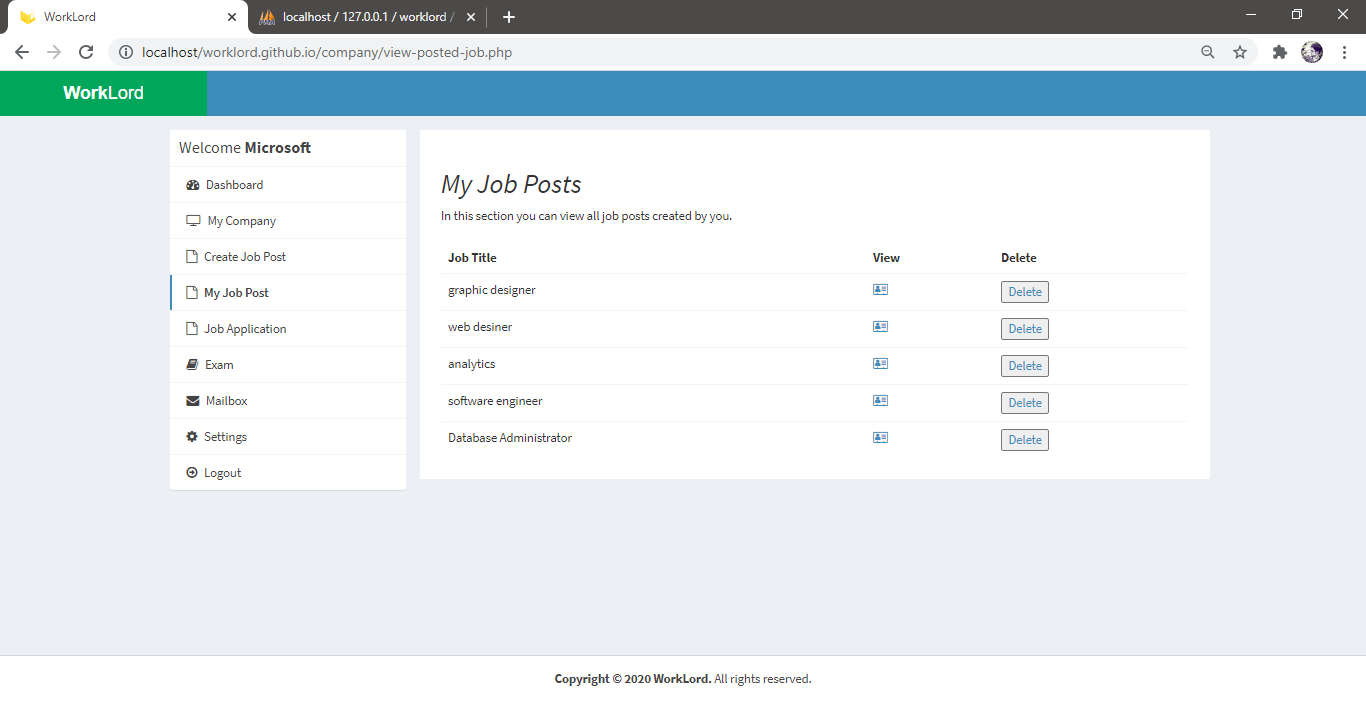 WorkLord
localhost / 127.0.0.1 / worklord /
localhost/worklord.github.io/company/view-posted-job.php
WorkLord
Welcome Microsoft
Dashboard
My Company
Create Job Post
My Job Post
Job Application
Exam
Mailbox
Settings
Logout
My Job Posts
In this section you can view all job posts created by you.
Job Title View Delete
graphic designer Delete
web desiner Delete
analytics Delete
software engineer Delete
Database Administrator Delete
Copyright © 2020 WorkLord. All rights reserved.